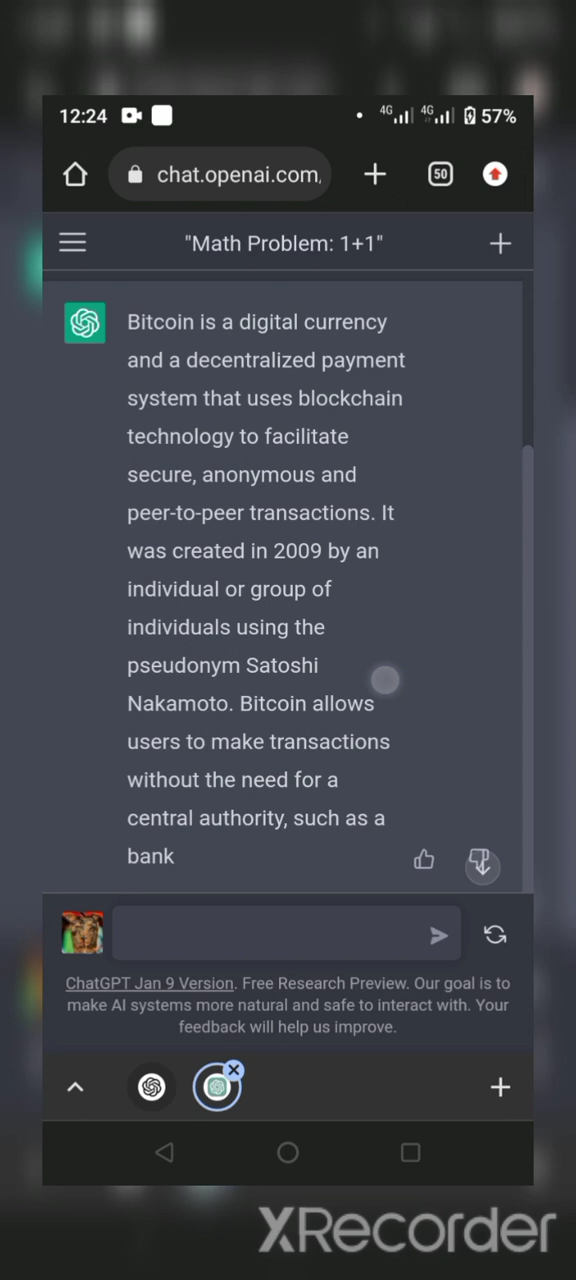 12:24
4G 4G 57%
chat.openai.com,
50
"Math Problem: 1+1"
Bitcoin is a digital currency
and a decentralized payment
system that uses blockchain
technology to facilitate
secure, anonymous and
peer-to-peer transactions. It
was created in 2009 by an
individual or group of
individuals using the
pseudonym Satoshi
Nakamoto. Bitcoin allows
users to make transactions
without the need for a
central authority, such as a
bank
ChatGPT Jan 9 Version. Free Research Preview. Our goal is to
make AI systems more natural and safe to interact with. Your
feedback will help us improve.
XRecorder